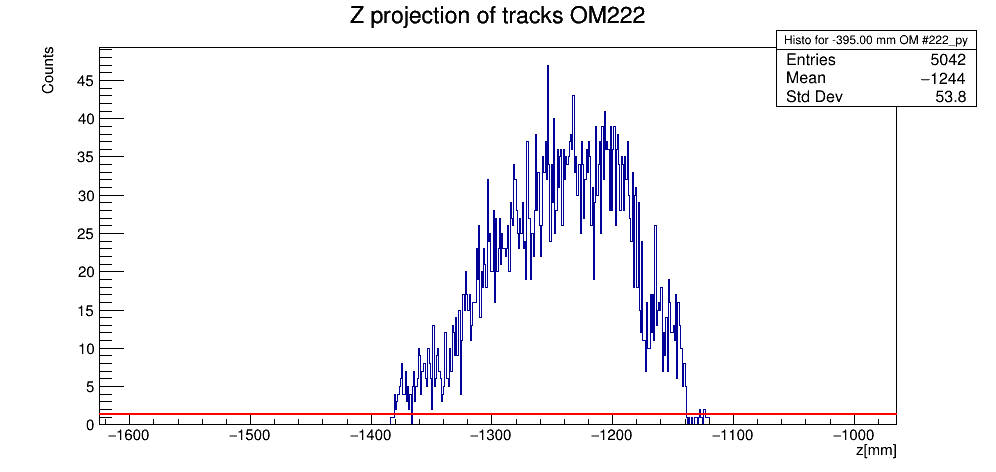 Z projection of tracks OM222
Histo for -395.00 mm OM #222_py
Entries 5042
Mean −1244
Std Dev 53.8
Counts
45
40
35
30
25
20
15
10
5
0
−1600 −1500 −1400 −1300 −1200 −1100 −1000
z[mm]